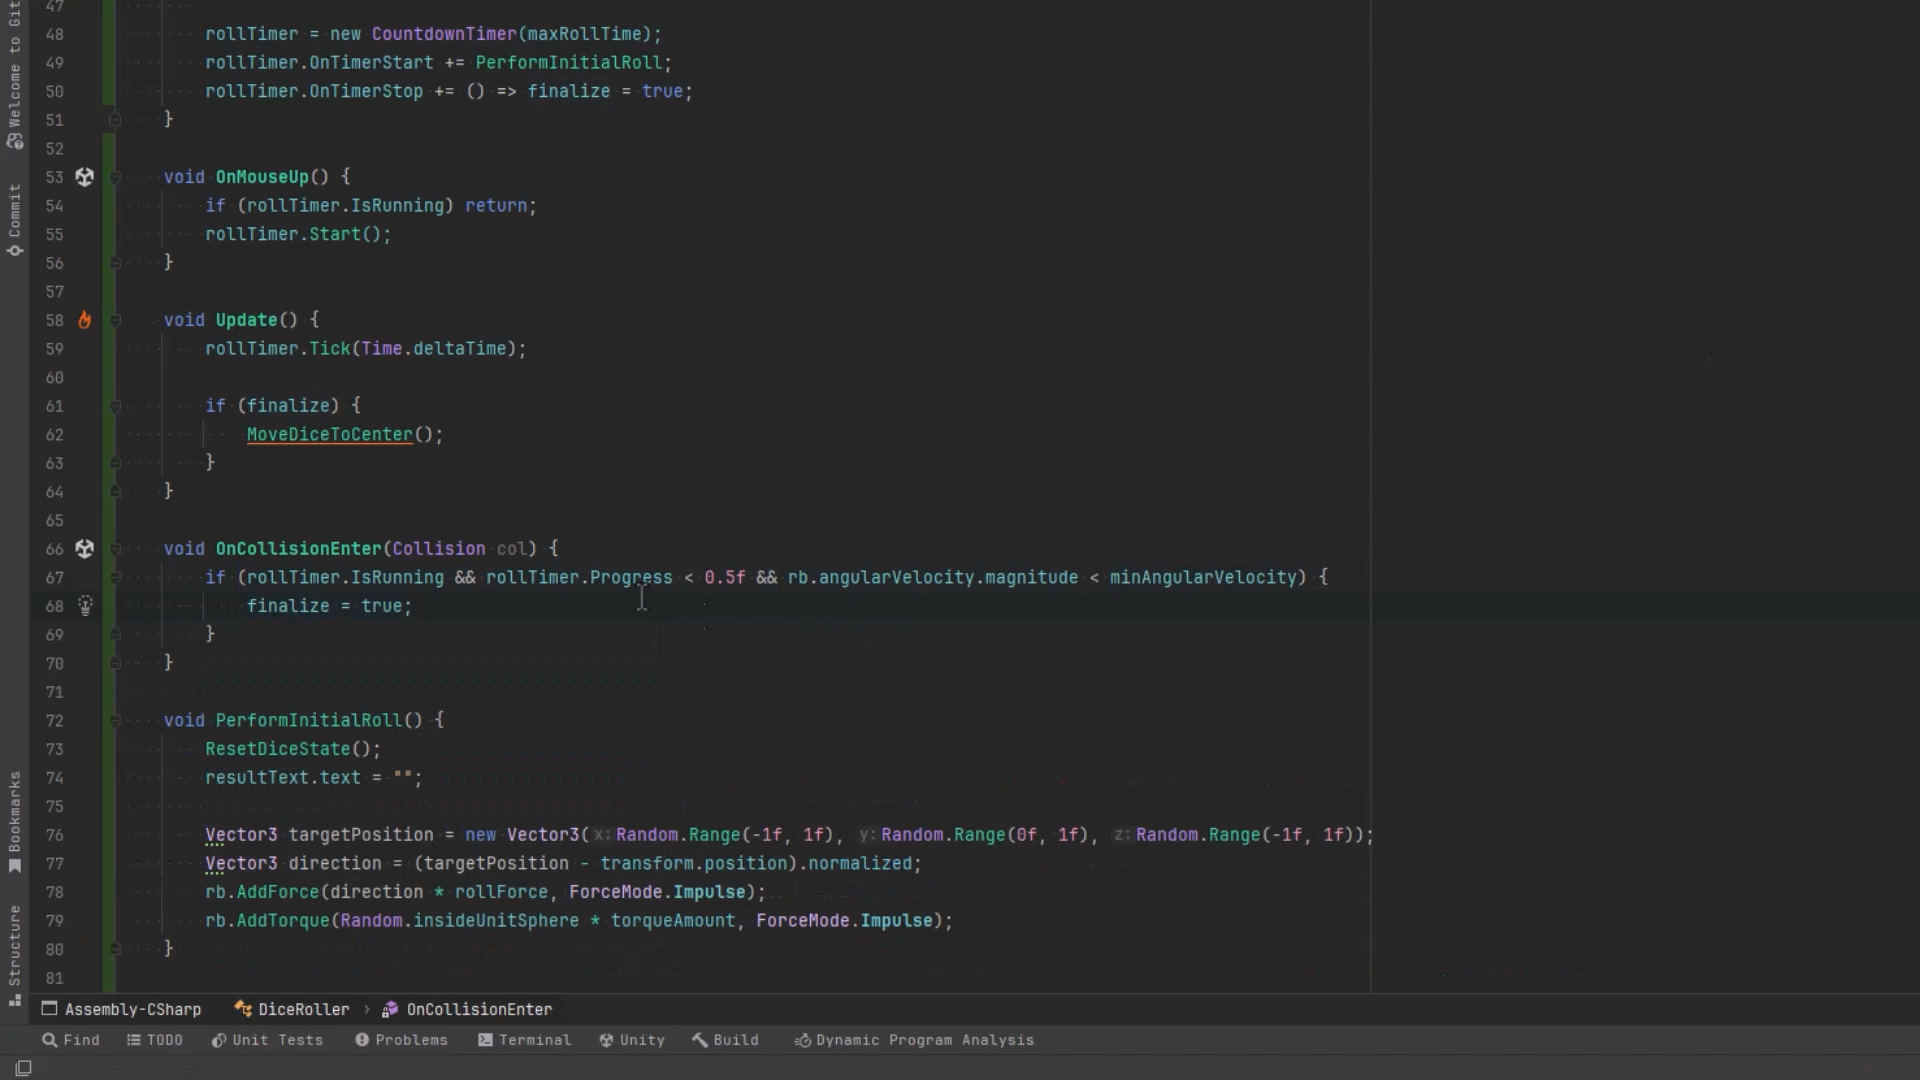 Welcome to Git
Commit
Bookmarks
Structure
47
48 rollTimer = new CountdownTimer(maxRollTime);
49 rollTimer.OnTimerStart += PerformInitialRoll;
50 rollTimer.OnTimerStop += () => finalize = true;
51 }
52
53 void OnMouseUp() {
54 if (rollTimer.IsRunning) return;
55 rollTimer.Start();
56 }
57
58 void Update() {
59 rollTimer.Tick(Time.deltaTime);
60
61 if (finalize) {
62 MoveDiceToCenter();
63 }
64 }
65
66 void OnCollisionEnter(Collision col) {
67 if (rollTimer.IsRunning && rollTimer.Progress < 0.5f && rb.angularVelocity.magnitude < minAngularVelocity) {
68 finalize = true;
69 }
70 }
71
72 void PerformInitialRoll() {
73 ResetDiceState();
74 resultText.text = "";
75
76 Vector3 targetPosition = new Vector3(x: Random.Range(-1f, 1f), y: Random.Range(0f, 1f), z: Random.Range(-1f, 1f));
77 Vector3 direction = (targetPosition - transform.position).normalized;
78 rb.AddForce(direction * rollForce, ForceMode.Impulse);
79 rb.AddTorque(Random.insideUnitSphere * torqueAmount, ForceMode.Impulse);
80 }
81
Assembly-CSharp DiceRoller › OnCollisionEnter
Find TODO Unit Tests Problems Terminal Unity Build Dynamic Program Analysis